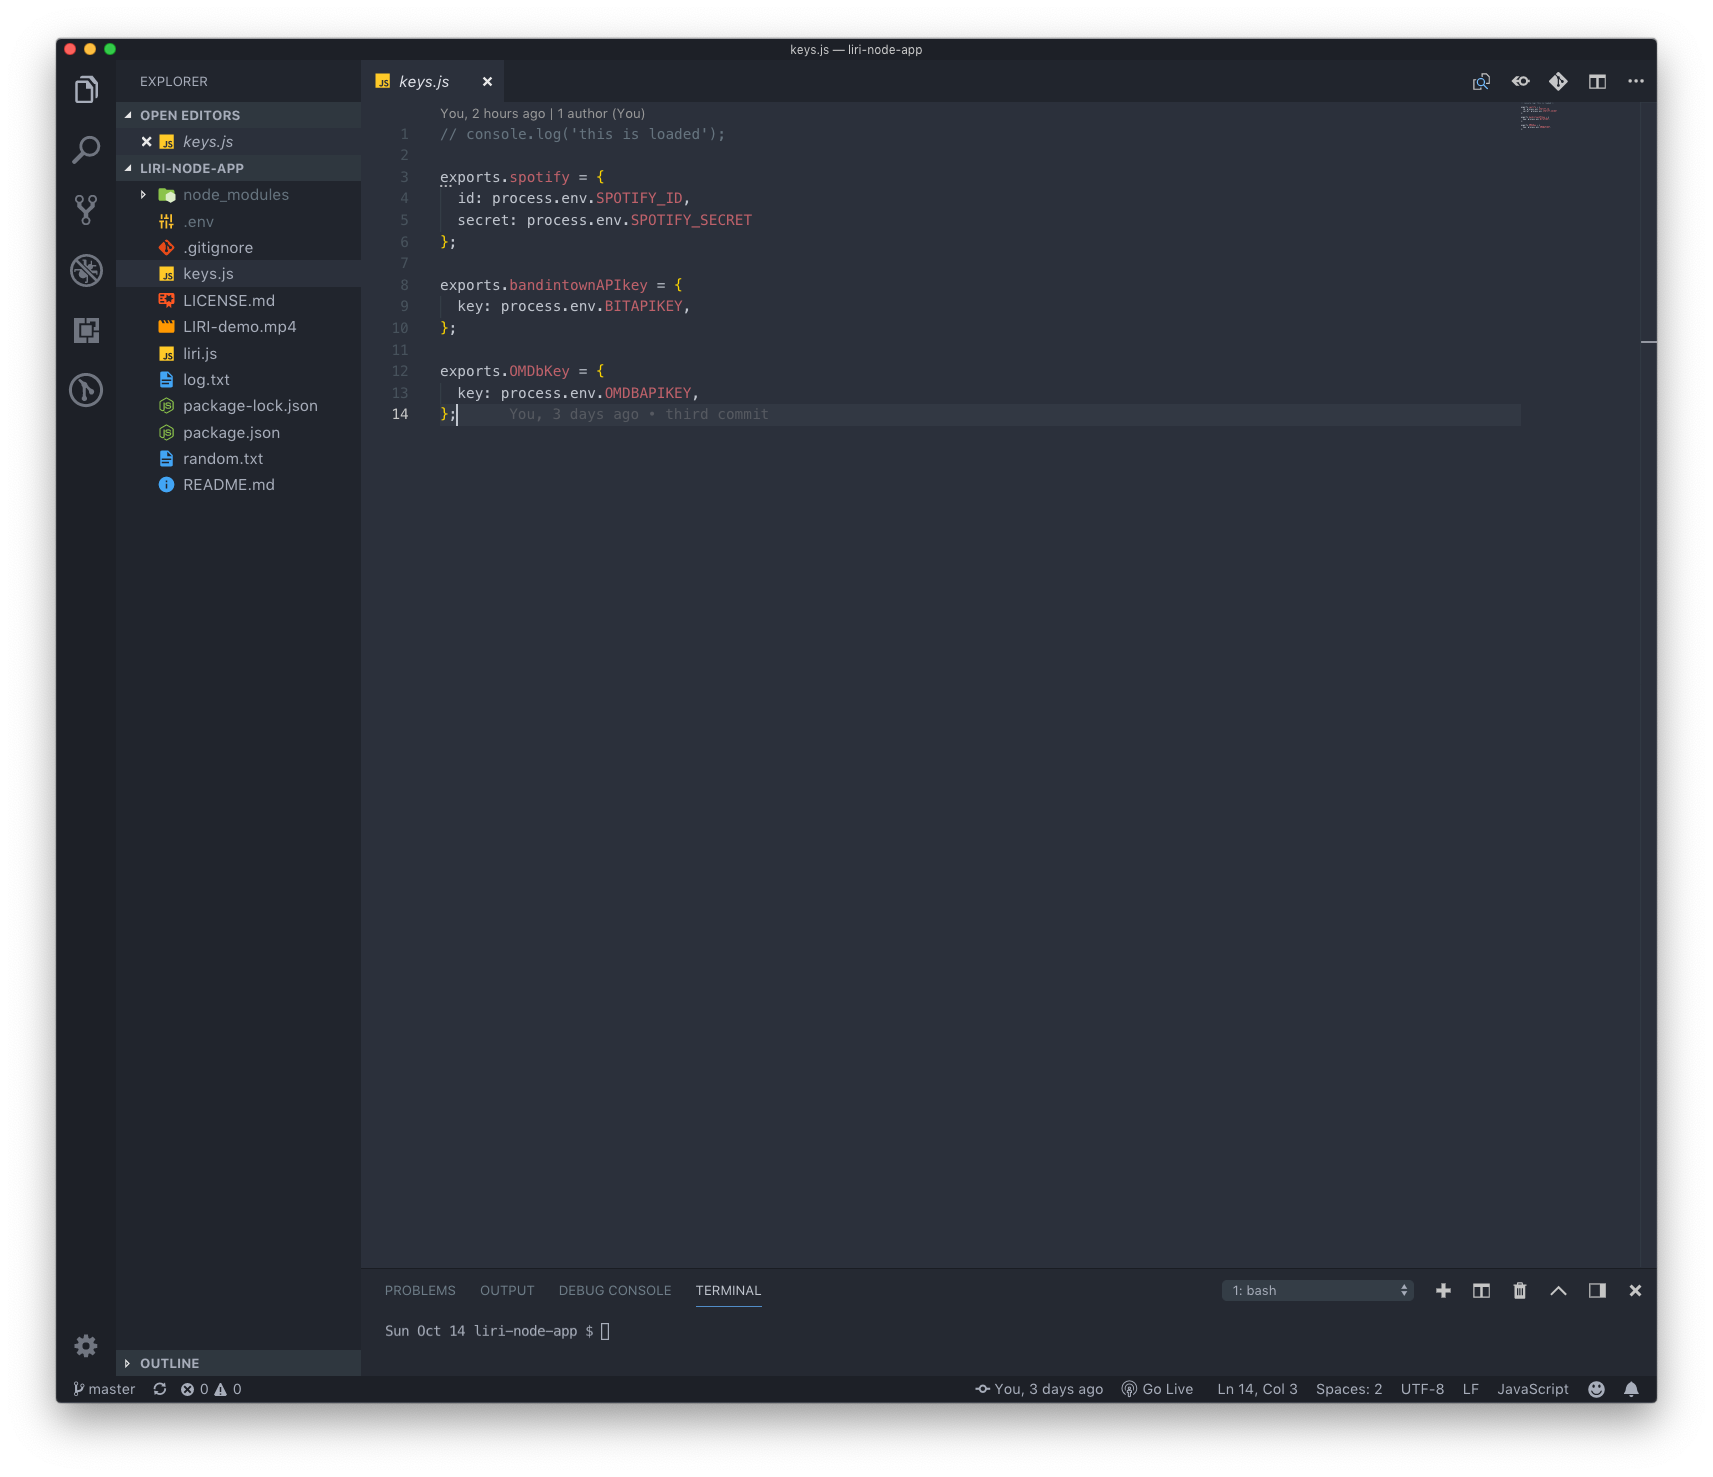 keys.js — liri-node-app
EXPLORER
OPEN EDITORS
keys.js
LIRI-NODE-APP
node_modules
.env
.gitignore
keys.js
LICENSE.md
LIRI-demo.mp4
liri.js
log.txt
package-lock.json
package.json
random.txt
README.md
OUTLINE
keys.js
You, 2 hours ago | 1 author (You)
1 // console.log('this is loaded');
2
3 exports.spotify = {
4 id: process.env.SPOTIFY_ID,
5 secret: process.env.SPOTIFY_SECRET
6 };
7
8 exports.bandintownAPIkey = {
9 key: process.env.BITAPIKEY,
10 };
11
12 exports.OMDbKey = {
13 key: process.env.OMDBAPIKEY,
14 }; You, 3 days ago • third commit
PROBLEMS OUTPUT DEBUG CONSOLE TERMINAL 1: bash
Sun Oct 14 liri-node-app $
master 0 0 You, 3 days ago Go Live Ln 14, Col 3 Spaces: 2 UTF-8 LF JavaScript